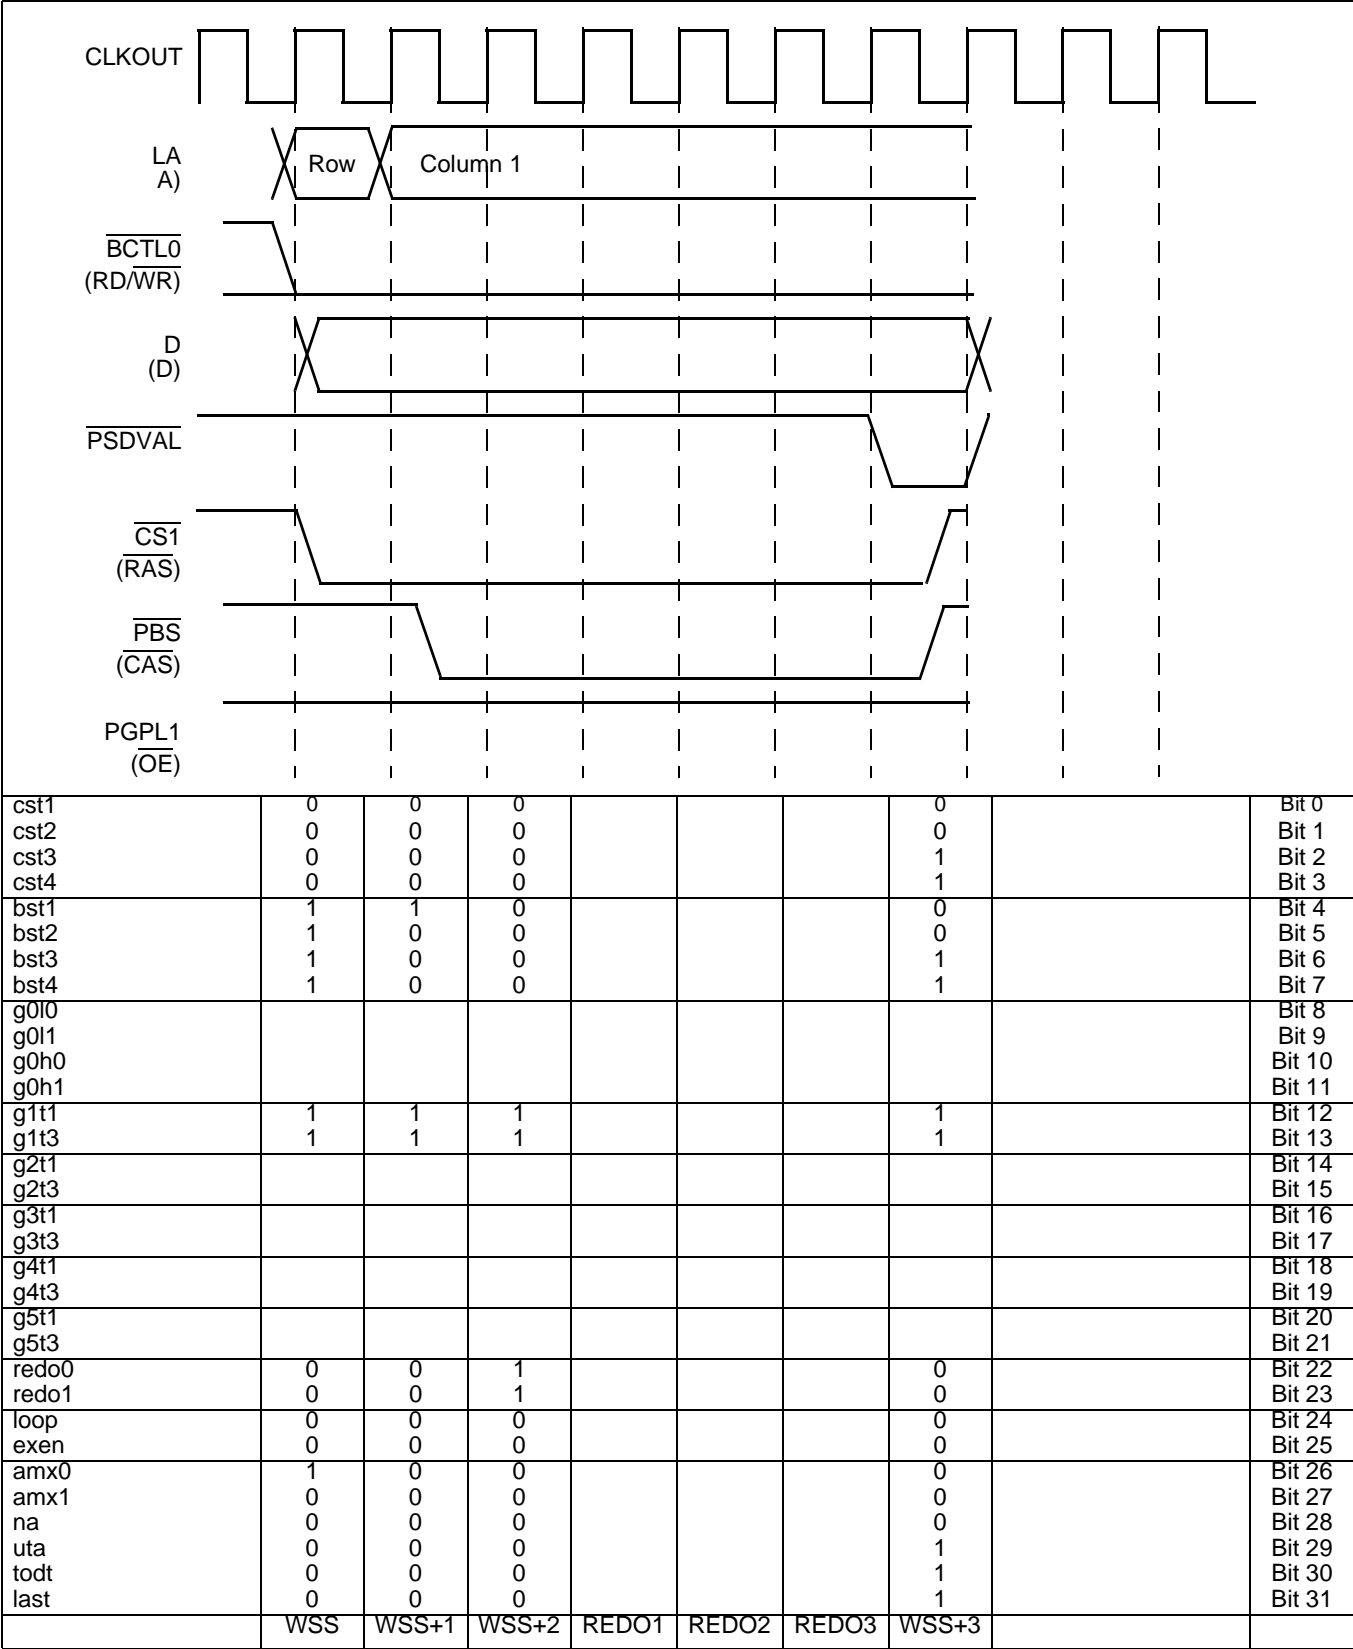 CLKOUT
LA
A)
Row
Column 1
BCTL0
(RD/WR)
D
(D)
PSDVAL
CS1
(RAS)
PBS
(CAS)
PGPL1
(OE)
cst1 0 0 0 0 Bit 0
cst2 0 0 0 0 Bit 1
cst3 0 0 0 1 Bit 2
cst4 0 0 0 1 Bit 3
bst1 1 1 0 0 Bit 4
bst2 1 0 0 0 Bit 5
bst3 1 0 0 1 Bit 6
bst4 1 0 0 1 Bit 7
g0l0 Bit 8
g0l1 Bit 9
g0h0 Bit 10
g0h1 Bit 11
g1t1 1 1 1 1 Bit 12
g1t3 1 1 1 1 Bit 13
g2t1 Bit 14
g2t3 Bit 15
g3t1 Bit 16
g3t3 Bit 17
g4t1 Bit 18
g4t3 Bit 19
g5t1 Bit 20
g5t3 Bit 21
redo0 0 0 1 0 Bit 22
redo1 0 0 1 0 Bit 23
loop 0 0 0 0 Bit 24
exen 0 0 0 0 Bit 25
amx0 1 0 0 0 Bit 26
amx1 0 0 0 0 Bit 27
na 0 0 0 0 Bit 28
uta 0 0 0 1 Bit 29
todt 0 0 0 1 Bit 30
last 0 0 0 1 Bit 31
WSS WSS+1 WSS+2 REDO1 REDO2 REDO3 WSS+3